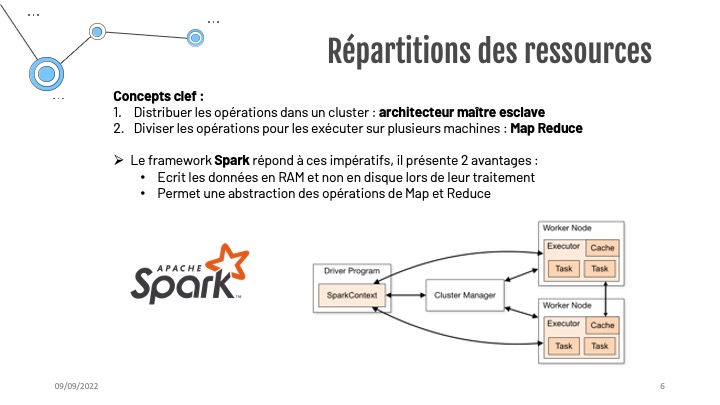 ...
...
...
Répartitions des ressources
Concepts clef :
1. Distribuer les opérations dans un cluster : architecteur maître esclave
2. Diviser les opérations pour les exécuter sur plusieurs machines : Map Reduce
➢ Le framework Spark répond à ces impératifs, il présente 2 avantages :
• Ecrit les données en RAM et non en disque lors de leur traitement
• Permet une abstraction des opérations de Map et Reduce
APACHE
Spark™
Driver Program
SparkContext
Cluster Manager
Worker Node
Executor
Cache
Task Task
Worker Node
Executor
Cache
Task Task
09/09/2022
6